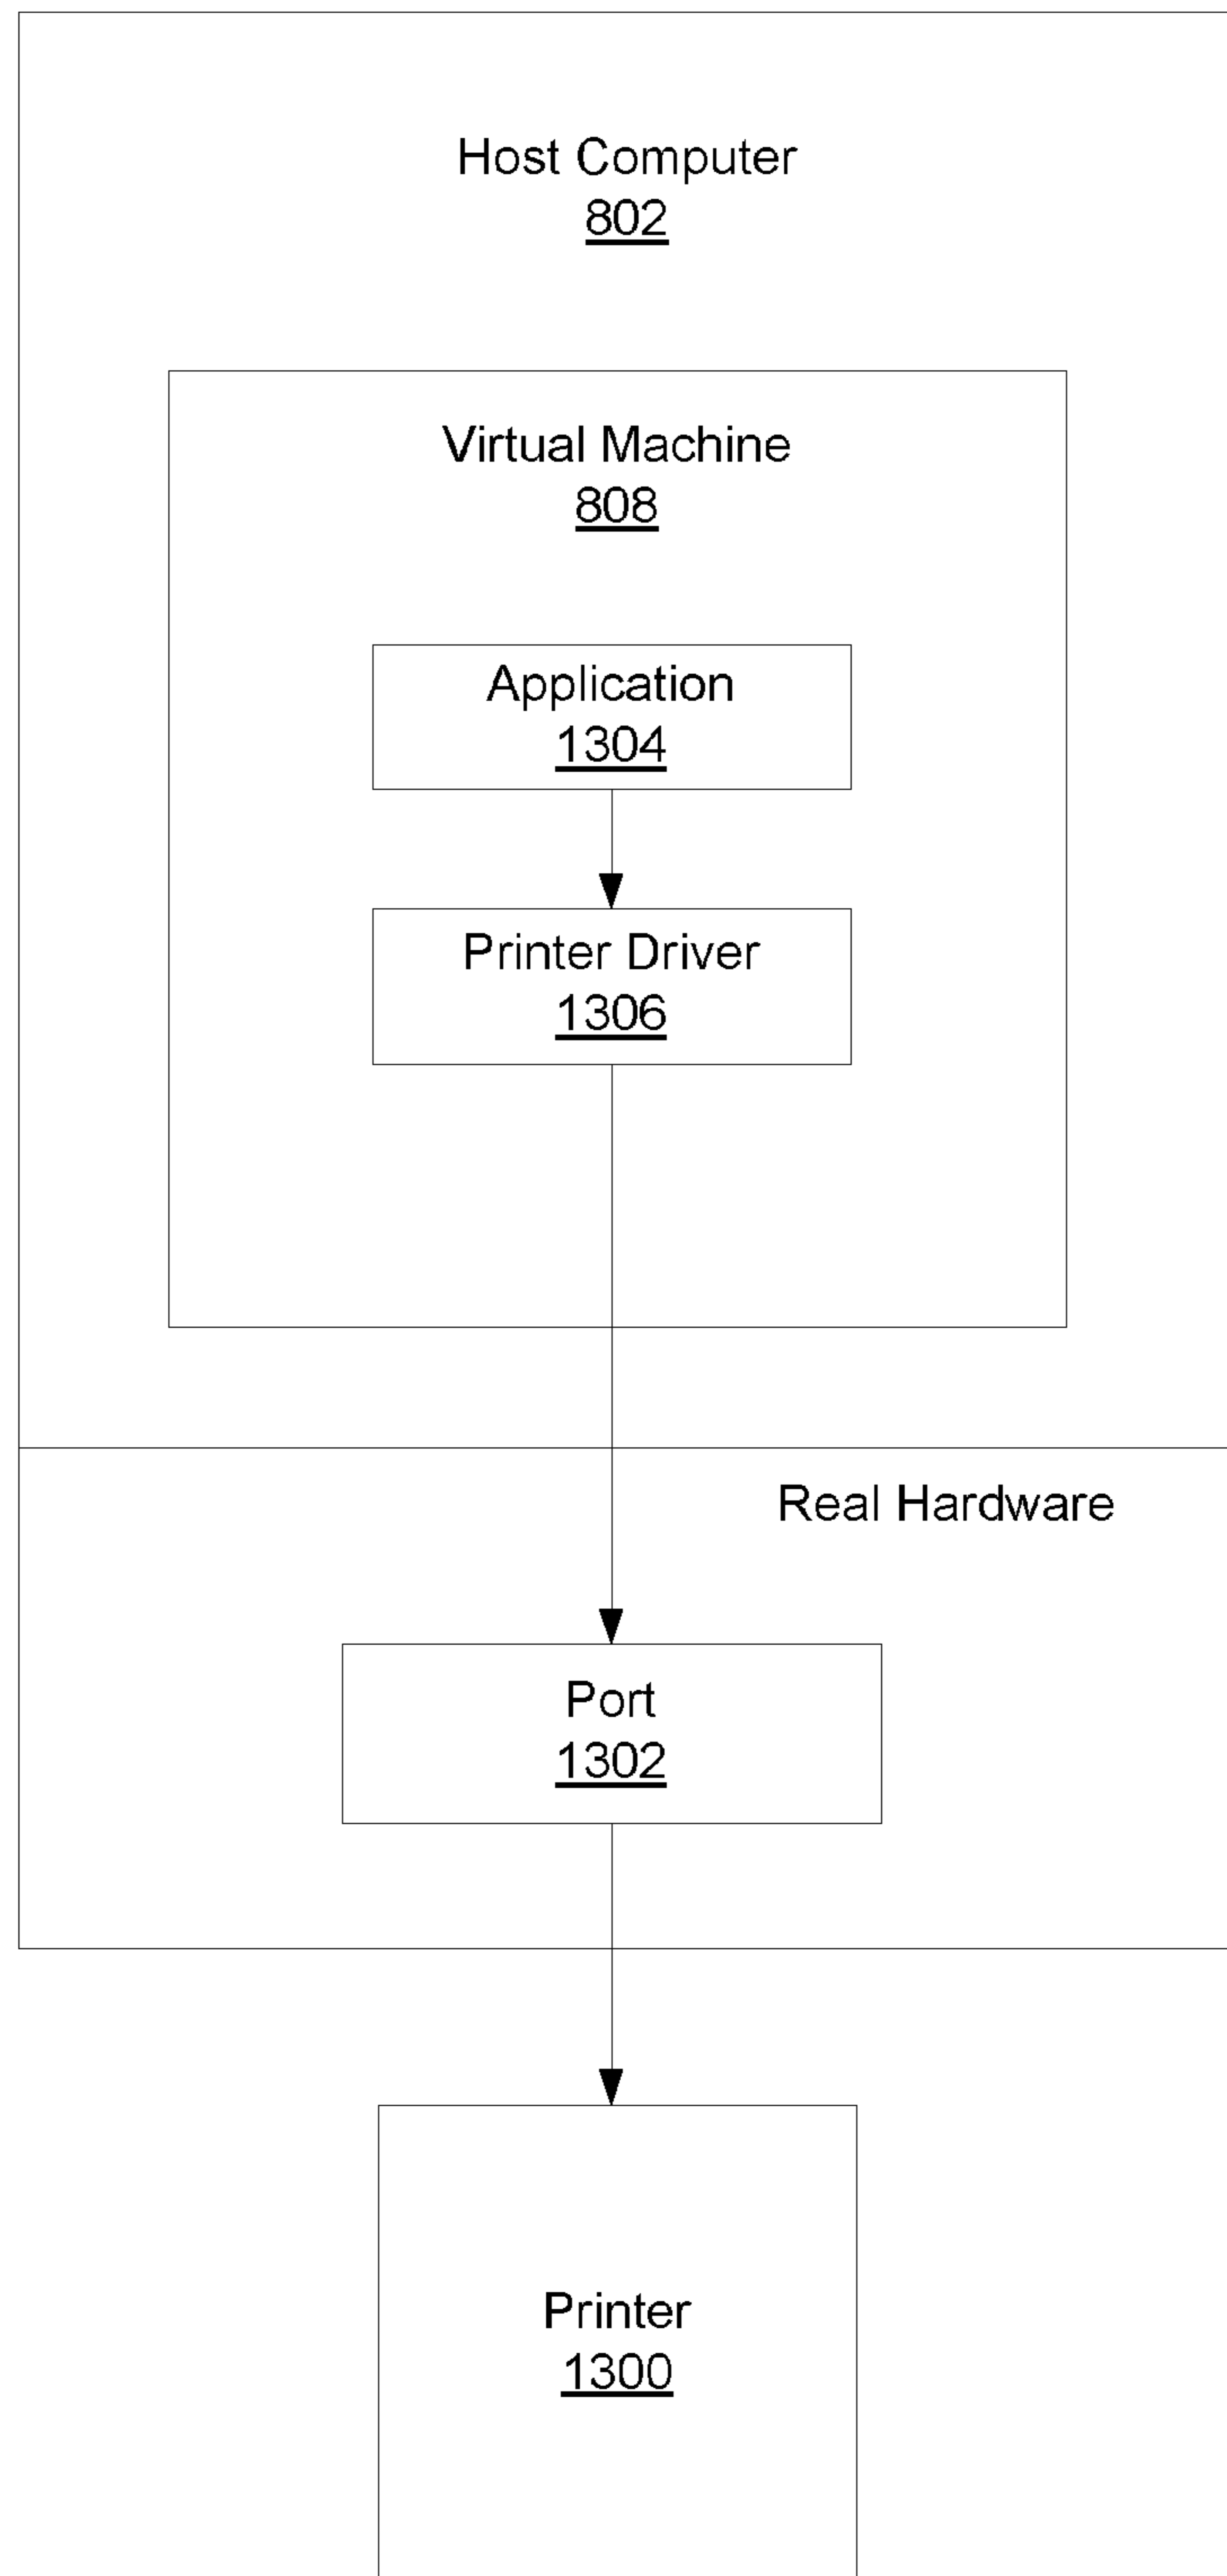 Host Computer
802
Virtual Machine
808
Application
1304
Printer Driver
1306
Real Hardware
Port
1302
Printer
1300